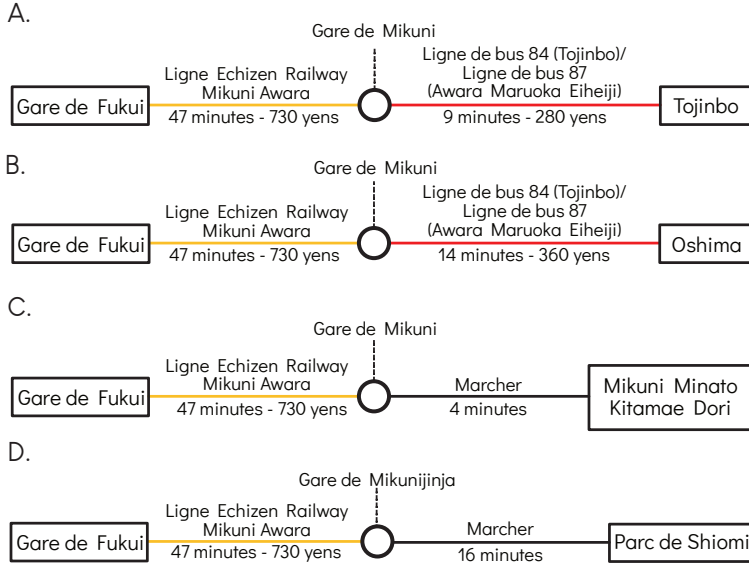 A.
Gare de Mikuni
Ligne Echizen Railway
Mikuni Awara
Ligne de bus 84 (Tojinbo)/
Ligne de bus 87
(Awara Maruoka Eiheiji)
Gare de Fukui
47 minutes - 730 yens
9 minutes - 280 yens
Tojinbo
B.
Gare de Mikuni
Ligne Echizen Railway
Mikuni Awara
Ligne de bus 84 (Tojinbo)/
Ligne de bus 87
(Awara Maruoka Eiheiji)
Gare de Fukui
47 minutes - 730 yens
14 minutes - 360 yens
Oshima
C.
Gare de Mikuni
Ligne Echizen Railway
Mikuni Awara
Marcher
Gare de Fukui
47 minutes - 730 yens
4 minutes
Mikuni Minato
Kitamae Dori
D.
Gare de Mikunijinja
Ligne Echizen Railway
Mikuni Awara
Marcher
Gare de Fukui
47 minutes - 730 yens
16 minutes
Parc de Shiomi